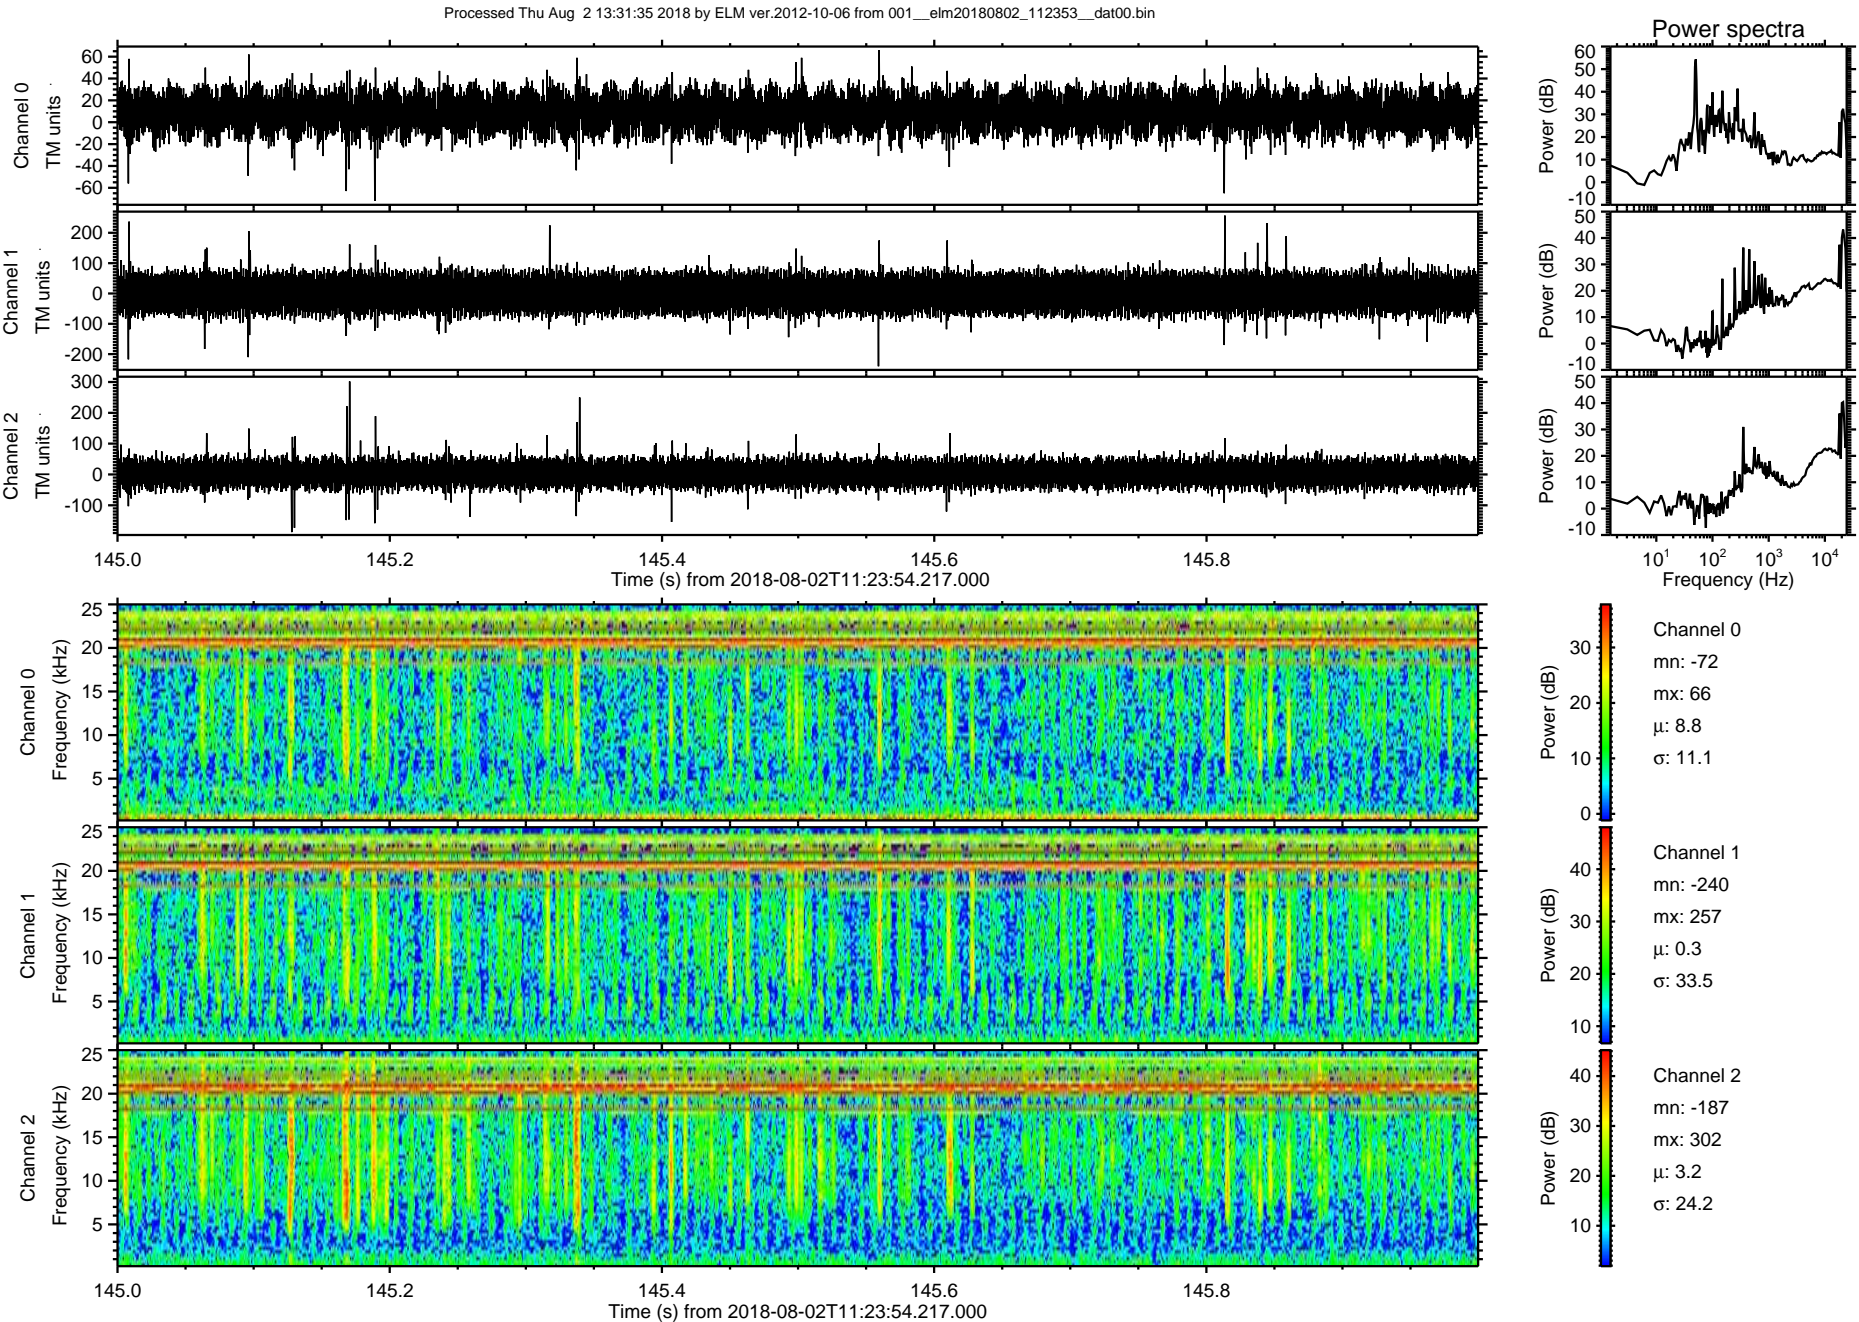 Processed Thu Aug  2 13:31:35 2018 by ELM ver.2012-10-06 from 001__elm20180802_112353__dat00.bin
Power spectra
Channel 0
TM units
60
40
20
0
-20
-40
-60
Power (dB)
60
50
40
30
20
10
0
-10
Channel 1
TM units
200
100
0
-100
-200
Power (dB)
50
40
30
20
10
0
-10
Channel 2
TM units
300
200
100
0
-100
Power (dB)
50
40
30
20
10
0
-10
145.0 145.2 145.4 145.6 145.8
Time (s) from 2018-08-02T11:23:54.217.000
10^1 10^2 10^3 10^4
Frequency (Hz)
Channel 0
Frequency (kHz)
25
20
15
10
5
Power (dB)
30
20
10
0
Channel 0
mn: -72
mx: 66
μ: 8.8
σ: 11.1
Channel 1
Frequency (kHz)
25
20
15
10
5
Power (dB)
40
30
20
10
Channel 1
mn: -240
mx: 257
μ: 0.3
σ: 33.5
Channel 2
Frequency (kHz)
25
20
15
10
5
Power (dB)
40
30
20
10
Channel 2
mn: -187
mx: 302
μ: 3.2
σ: 24.2
145.0 145.2 145.4 145.6 145.8
Time (s) from 2018-08-02T11:23:54.217.000